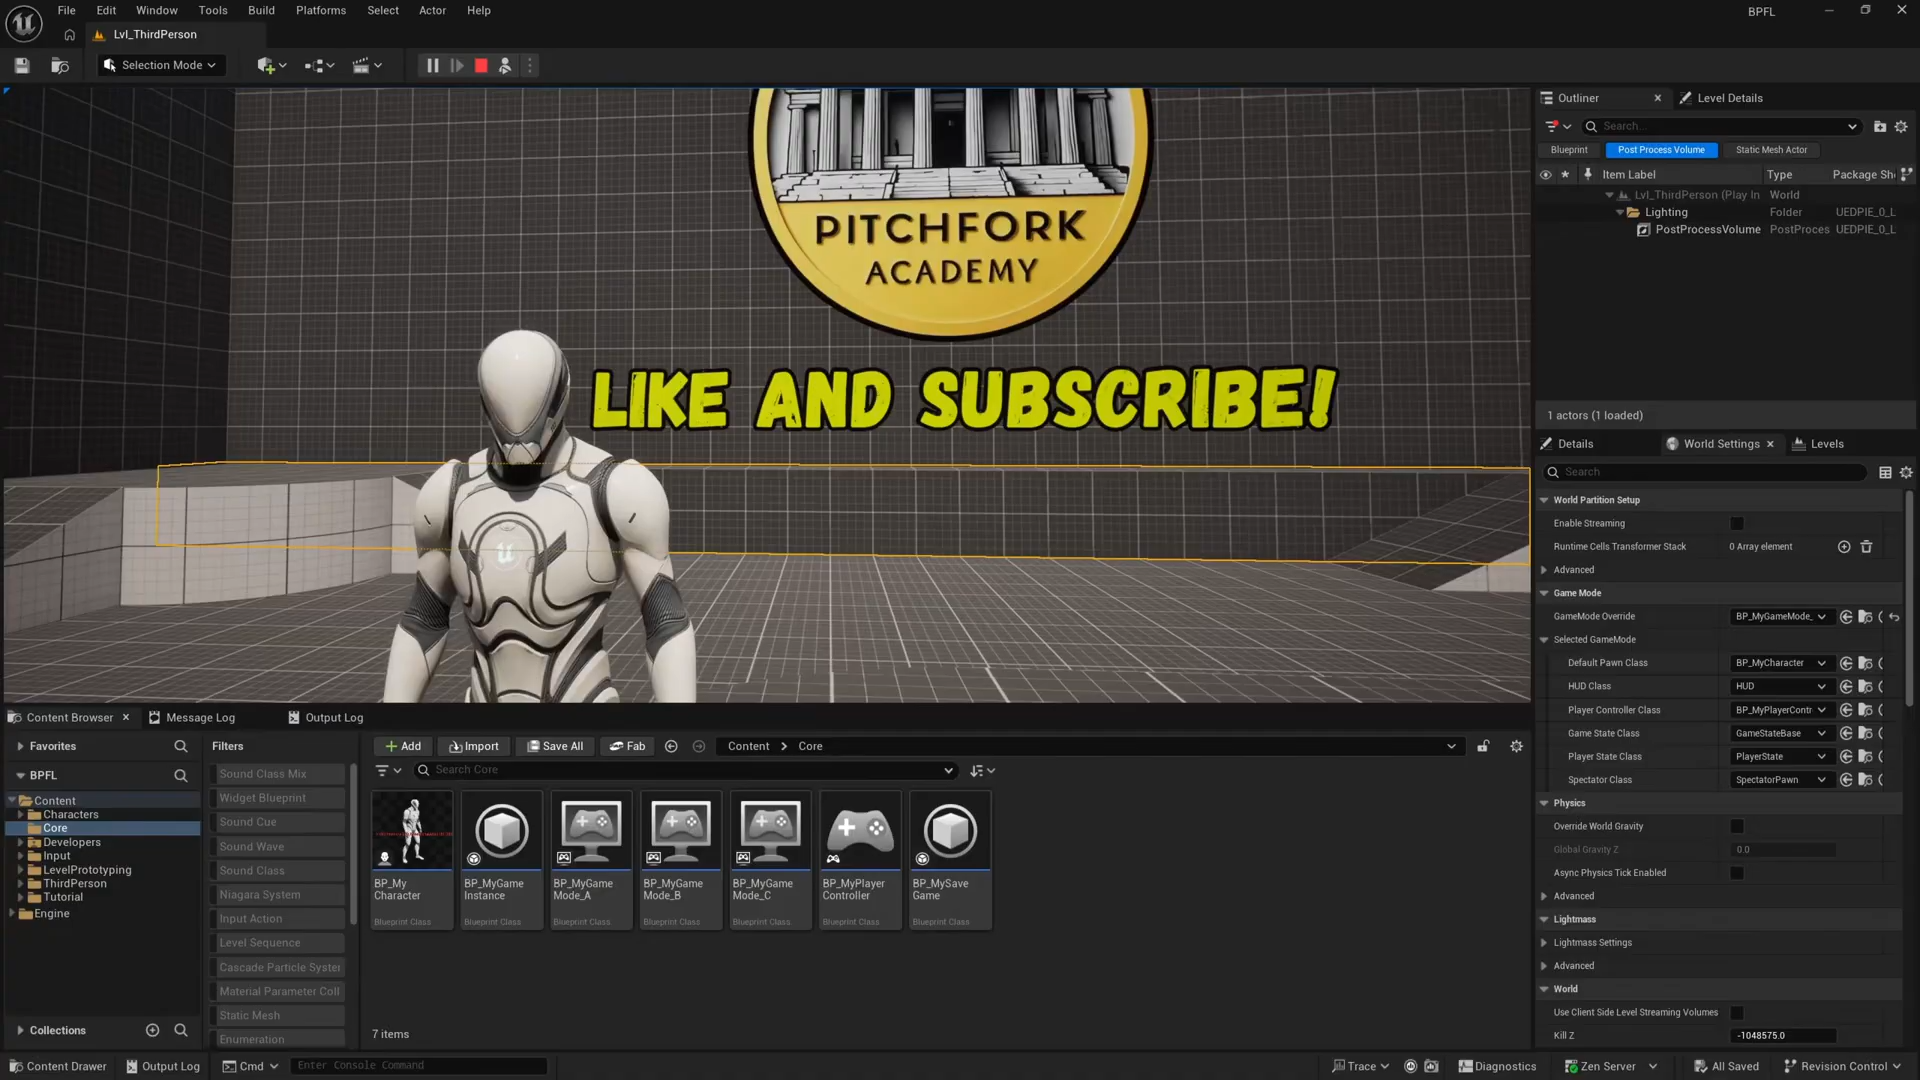 File Edit Window Tools Build Platforms Select Actor Help BPFL
Lvl_ThirdPerson
Selection Mode
PITCHFORK
ACADEMY
LIKE AND SUBSCRIBE!
Outliner Level Details
Search...
Blueprint Post Process Volume Static Mesh Actor
Item Label Type Package Sh
Lvl_ThirdPerson (Play In World
Lighting Folder UEDPIE_0_L
PostProcessVolume PostProces UEDPIE_0_L
1 actors (1 loaded)
Details World Settings Levels
Search
World Partition Setup
Enable Streaming
Runtime Cells Transformer Stack 0 Array element
Advanced
Game Mode
GameMode Override BP_MyGameMode_
Selected GameMode
Default Pawn Class BP_MyCharacter
HUD Class HUD
Player Controller Class BP_MyPlayerContr
Game State Class GameStateBase
Player State Class PlayerState
Spectator Class SpectatorPawn
Physics
Override World Gravity
Global Gravity Z 0.0
Async Physics Tick Enabled
Advanced
Lightmass
Lightmass Settings
Advanced
World
Use Client Side Level Streaming Volumes
Kill Z -1048575.0
Content Browser Message Log Output Log
Favorites
BPFL
Content
Characters
Core
Developers
Input
LevelPrototyping
ThirdPerson
Tutorial
Engine
Collections
Filters
Sound Class Mix
Widget Blueprint
Sound Cue
Sound Wave
Sound Class
Niagara System
Input Action
Level Sequence
Cascade Particle System
Material Parameter Coll
Static Mesh
Enumeration
Add Import Save All Fab Content Core
Search Core
BP_My
Character
Blueprint Class
BP_MyGame
Instance
Blueprint Class
BP_MyGame
Mode_A
Blueprint Class
BP_MyGame
Mode_B
Blueprint Class
BP_MyGame
Mode_C
Blueprint Class
BP_MyPlayer
Controller
Blueprint Class
BP_MySave
Game
Blueprint Class
7 items
Content Drawer Output Log Cmd Enter Console Command Trace Diagnostics Zen Server All Saved Revision Control